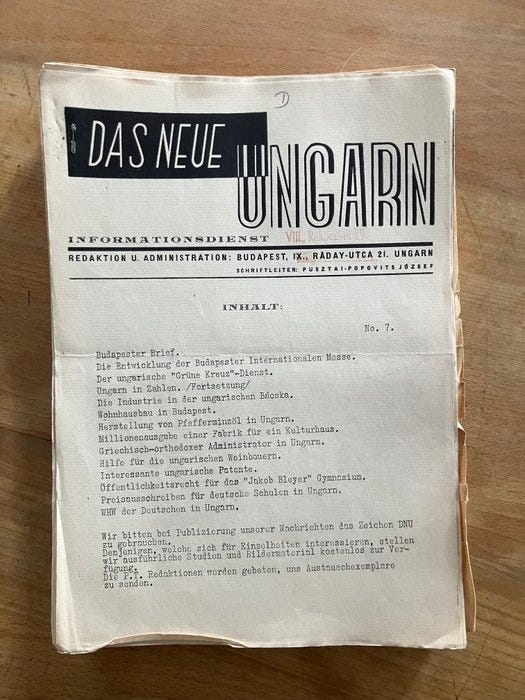 DAS NEUE
UNGARN
INFORMATIONSDIENST
REDAKTION U. ADMINISTRATION: BUDAPEST, IX., RÁDAY-UTCA 21. UNGARN
SCHRIFTLEITER: PUSZTAI-POPOVITS JÓZSEF
INHALT:
No. 7.
Budapester Brief.
Die Entwicklung der Budapester Internationalen Messe.
Der ungarische "Grüne Kreuz"-Dienst.
Ungarn in Zahlen. /Fortsetzung/
Die Industrie in der ungarischen Bácska.
Wohnhausbau in Budapest.
Herstellung von Pfefferminzöl in Ungarn.
Millionenausgabe einer Fabrik für ein Kulturhaus.
Griechisch-orthodoxer Administrator in Ungarn.
Hilfe für die ungarischen Weinbauern.
Interessante ungarische Patente.
Öffentlichkeitsrecht für das "Jakob Bleyer" Gymnasium.
Preisausschreiben für deutsche Schulen in Ungarn.
WHW der Deutschen in Ungarn.
Wir bitten bei Publizierung unserer Nachrichten das Zeichen DNU
zu gebrauchen.
Denjenigen, welche sich für Einzelheiten interessieren, stellen
wir ausführliche Studien und Bildermaterial kostenlos zur Ver-
fügung.
Die P.T. Redaktionen werden gebeten, uns Austauschexemplare
zu senden.